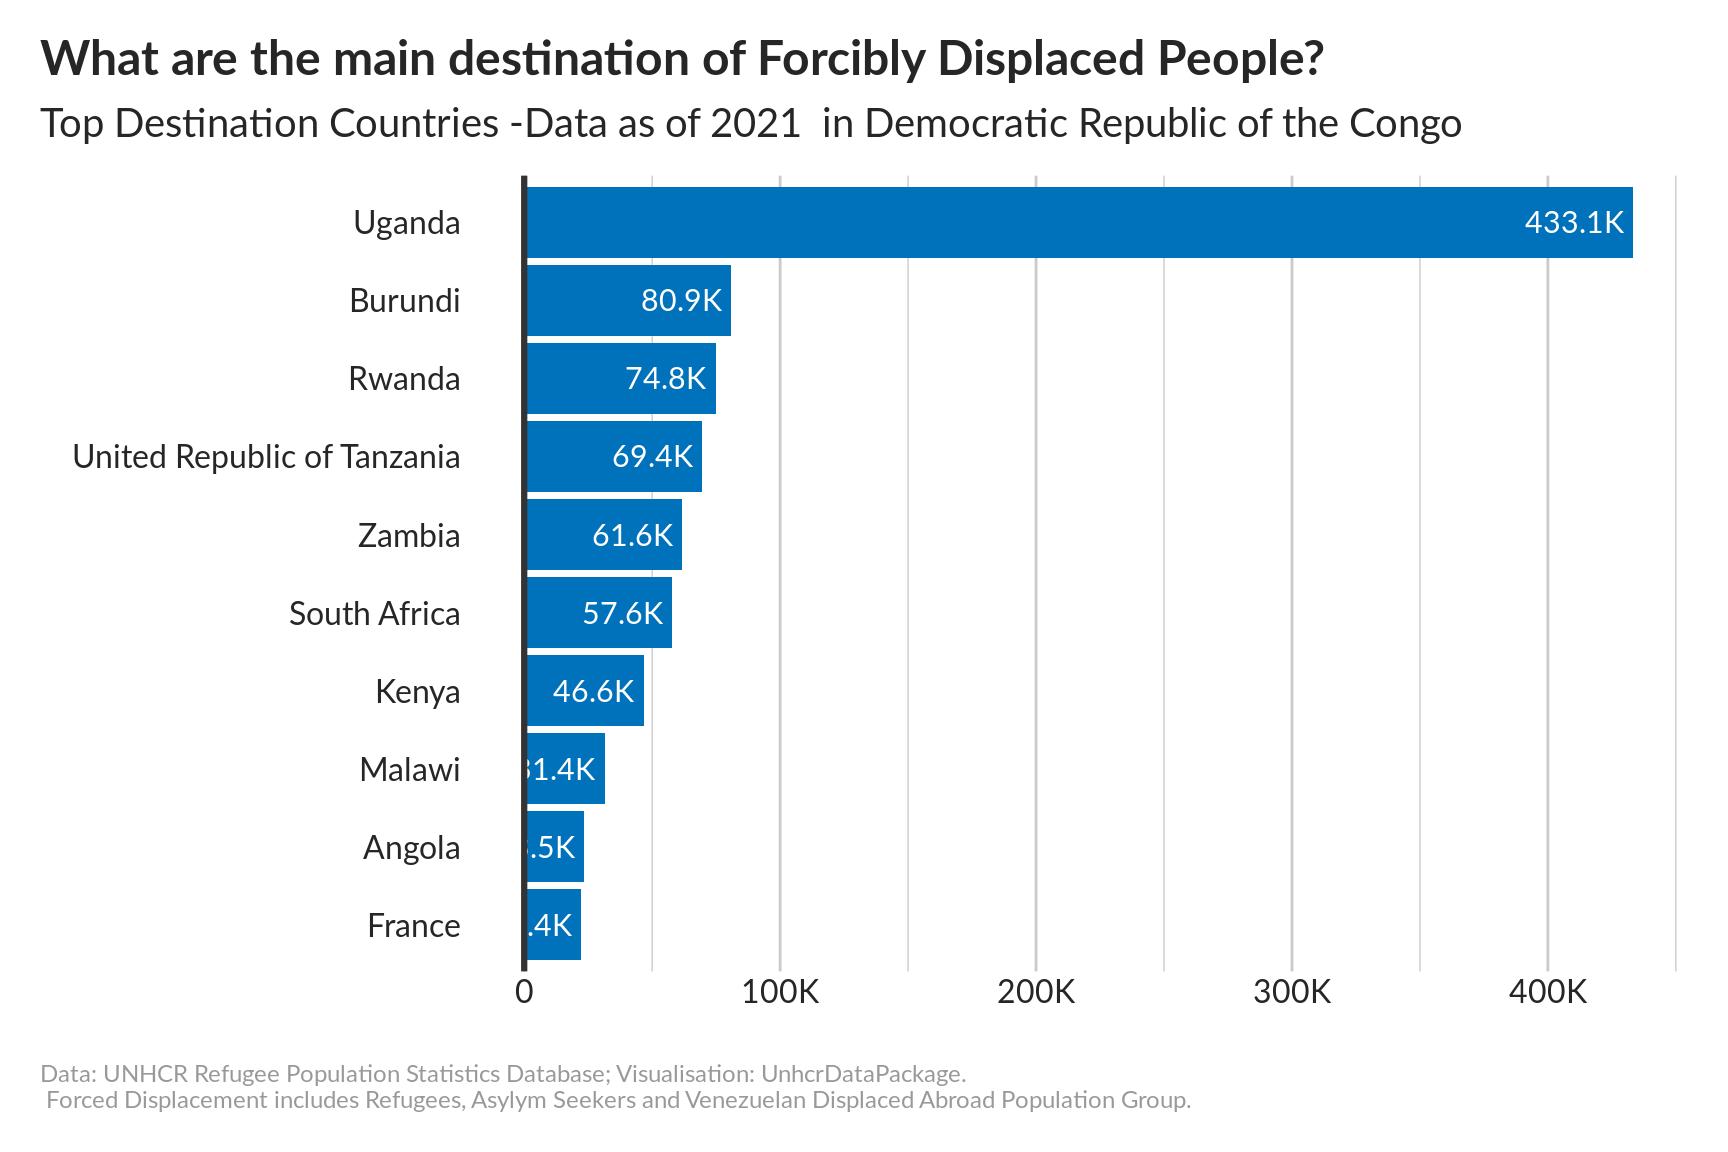 What are the main destination of Forcibly Displaced People?
Top Destination Countries -Data as of 2021  in Democratic Republic of the Congo
Uganda 433.1K
Burundi 80.9K
Rwanda 74.8K
United Republic of Tanzania 69.4K
Zambia 61.6K
South Africa 57.6K
Kenya 46.6K
Malawi 31.4K
Angola .5K
France .4K
0 100K 200K 300K 400K
Data: UNHCR Refugee Population Statistics Database; Visualisation: UnhcrDataPackage.
Forced Displacement includes Refugees, Asylym Seekers and Venezuelan Displaced Abroad Population Group.